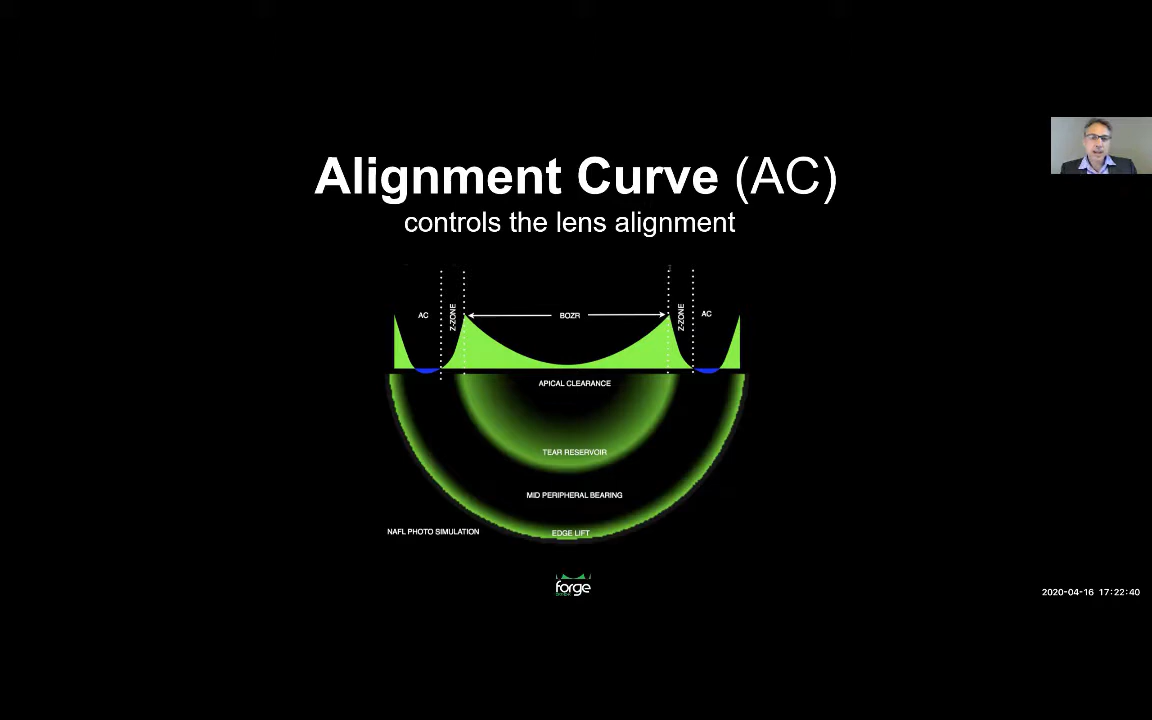 Alignment Curve (AC)
controls the lens alignment
AC
Z-ZONE
BOZR
Z-ZONE
AC
APICAL CLEARANCE
TEAR RESERVOIR
MID PERIPHERAL BEARING
NAFL PHOTO SIMULATION
EDGE LIFT
forge
2020-04-16 17:22:40